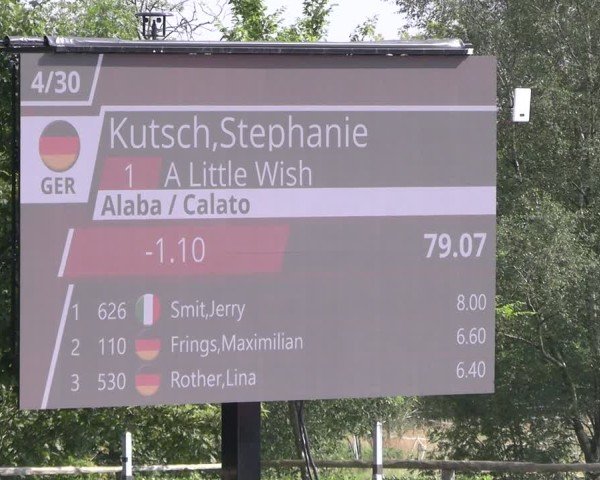 4/30
Kutsch,Stephanie
GER
1 A Little Wish
Alaba / Calato
-1.10 79.07
1 626 Smit,Jerry 8.00
2 110 Frings,Maximilian 6.60
3 530 Rother,Lina 6.40